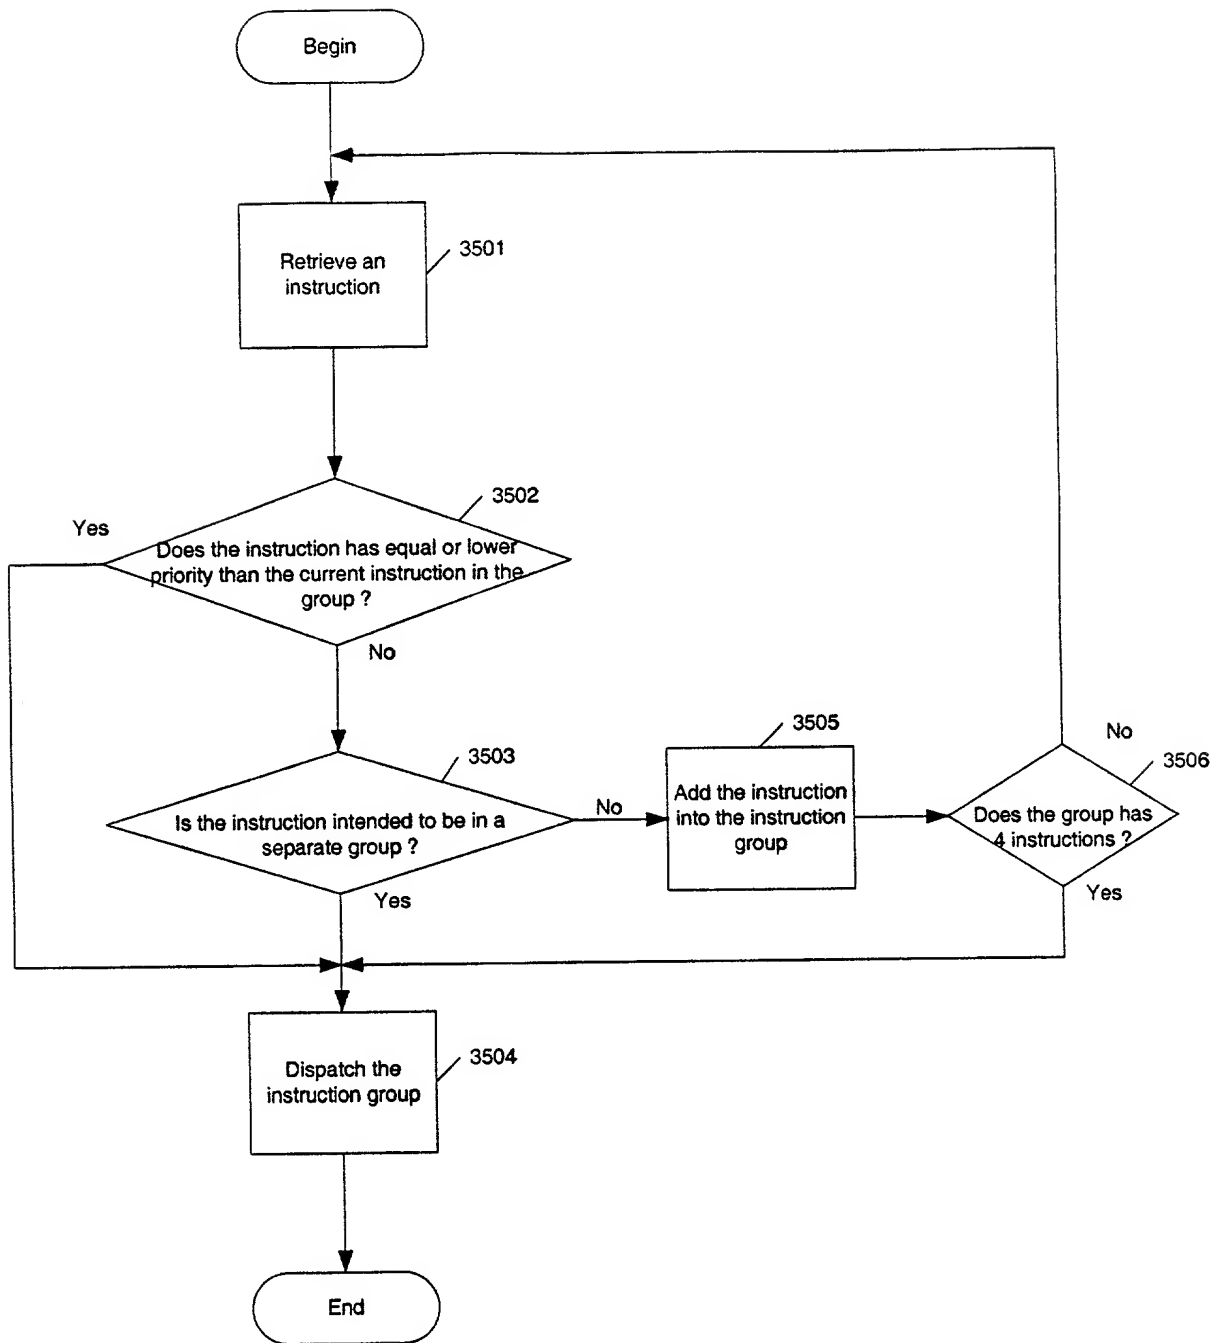 Begin
Retrieve an
instruction
3501
3502
Yes
Does the instruction has equal or lower
priority than the current instruction in the
group ?
No
3503
Is the instruction intended to be in a
separate group ?
No
Yes
3505
Add the instruction
into the instruction
group
No
3506
Does the group has
4 instructions ?
Yes
3504
Dispatch the
instruction group
End